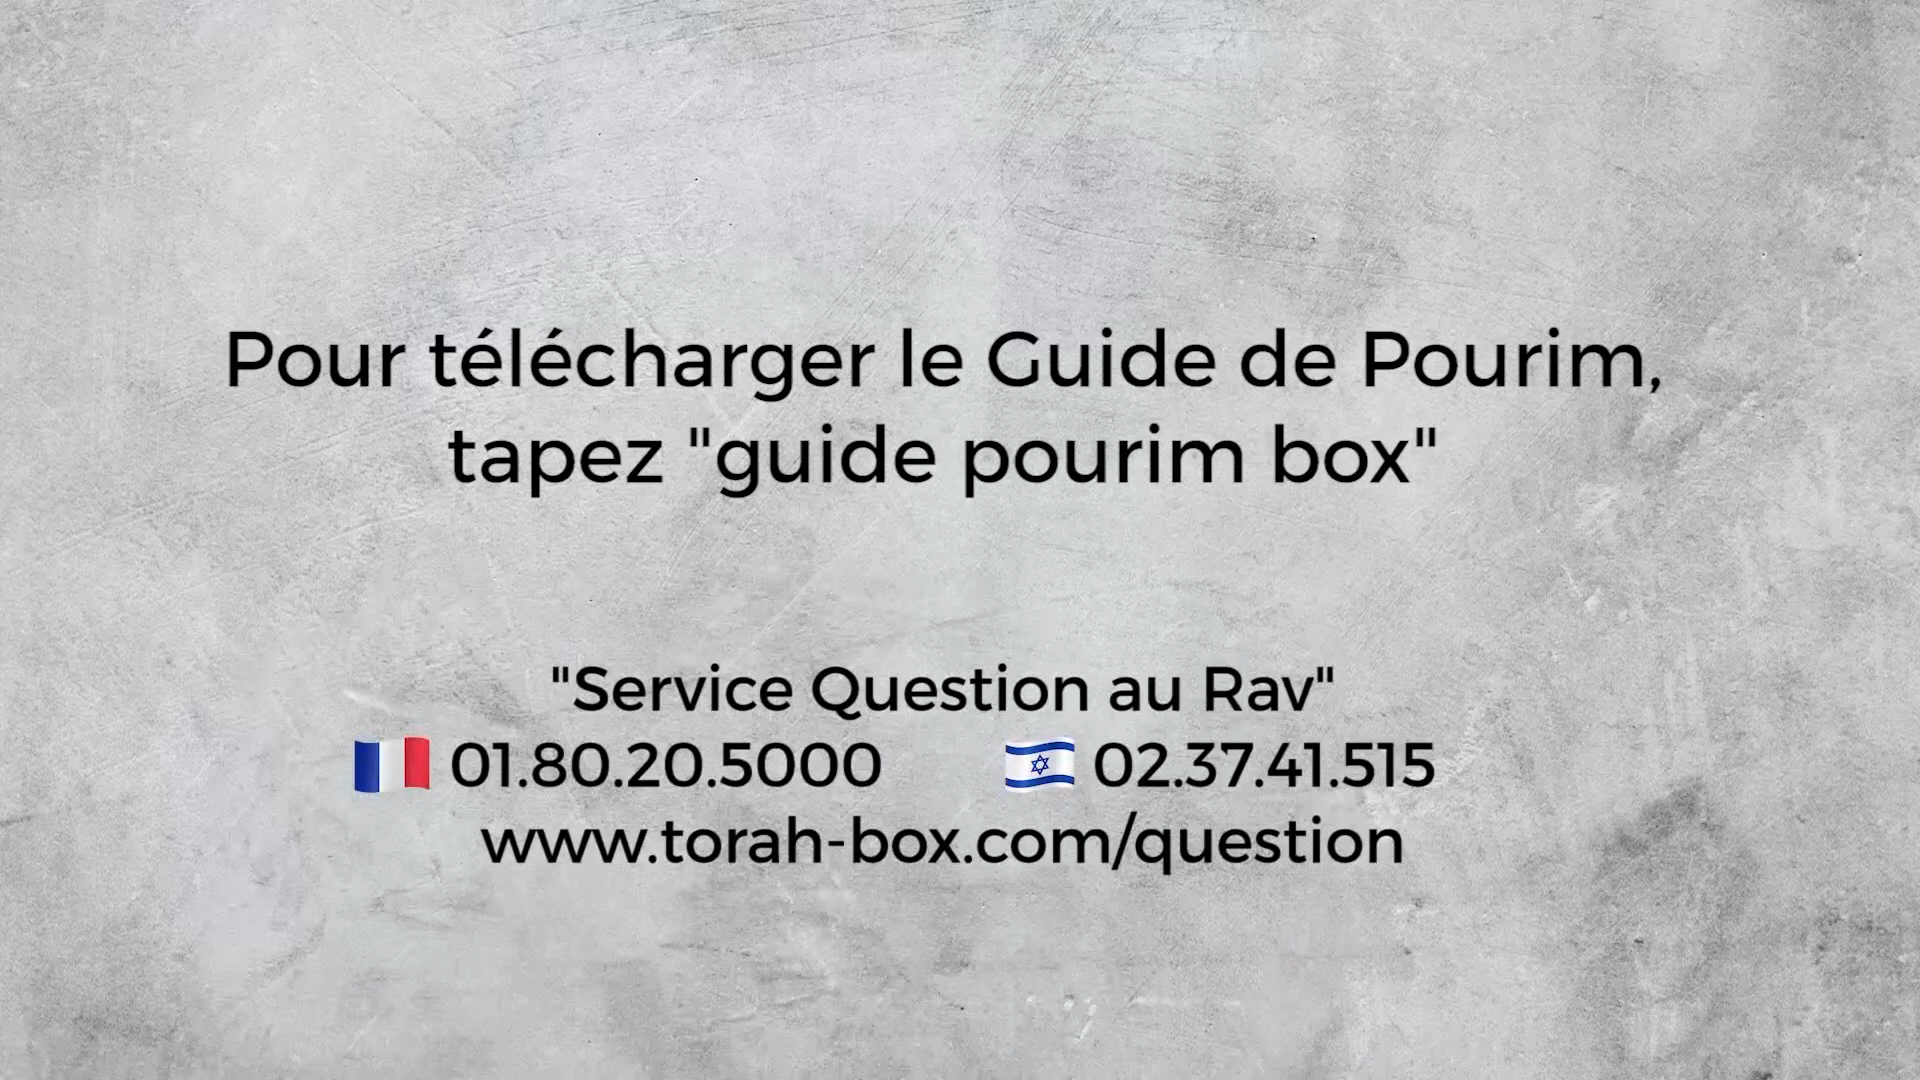 Pour télécharger le Guide de Pourim,
tapez "guide pourim box"
"Service Question au Rav"
🇫🇷 01.80.20.5000 🇮🇱 02.37.41.515
www.torah-box.com/question